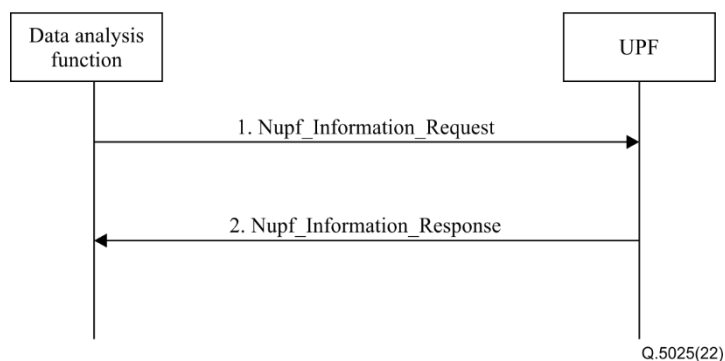 Data analysis
function
UPF
1. Nupf_Information_Request
2. Nupf_Information_Response
Q.5025(22)